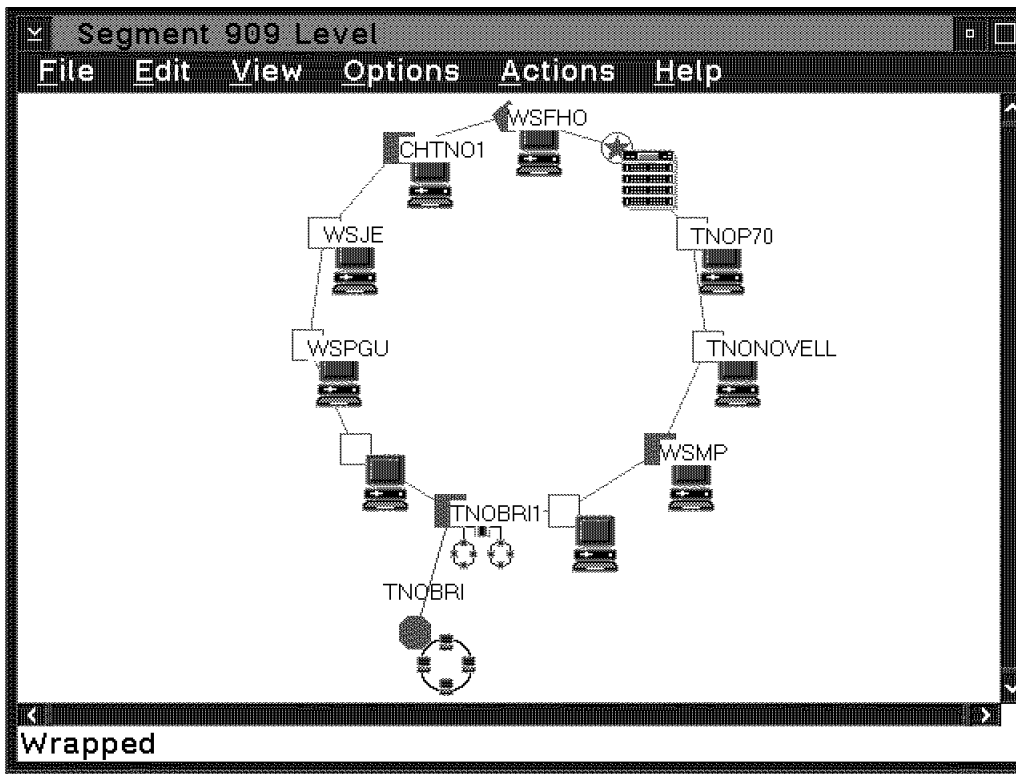 Segment 909 Level
File Edit View Options Actions Help
WSFHO
CHTNO1
WSJE
TNOP70
WSPGU
TNONOVELL
WSMP
TNOBRI1
TNOBRI
Wrapped